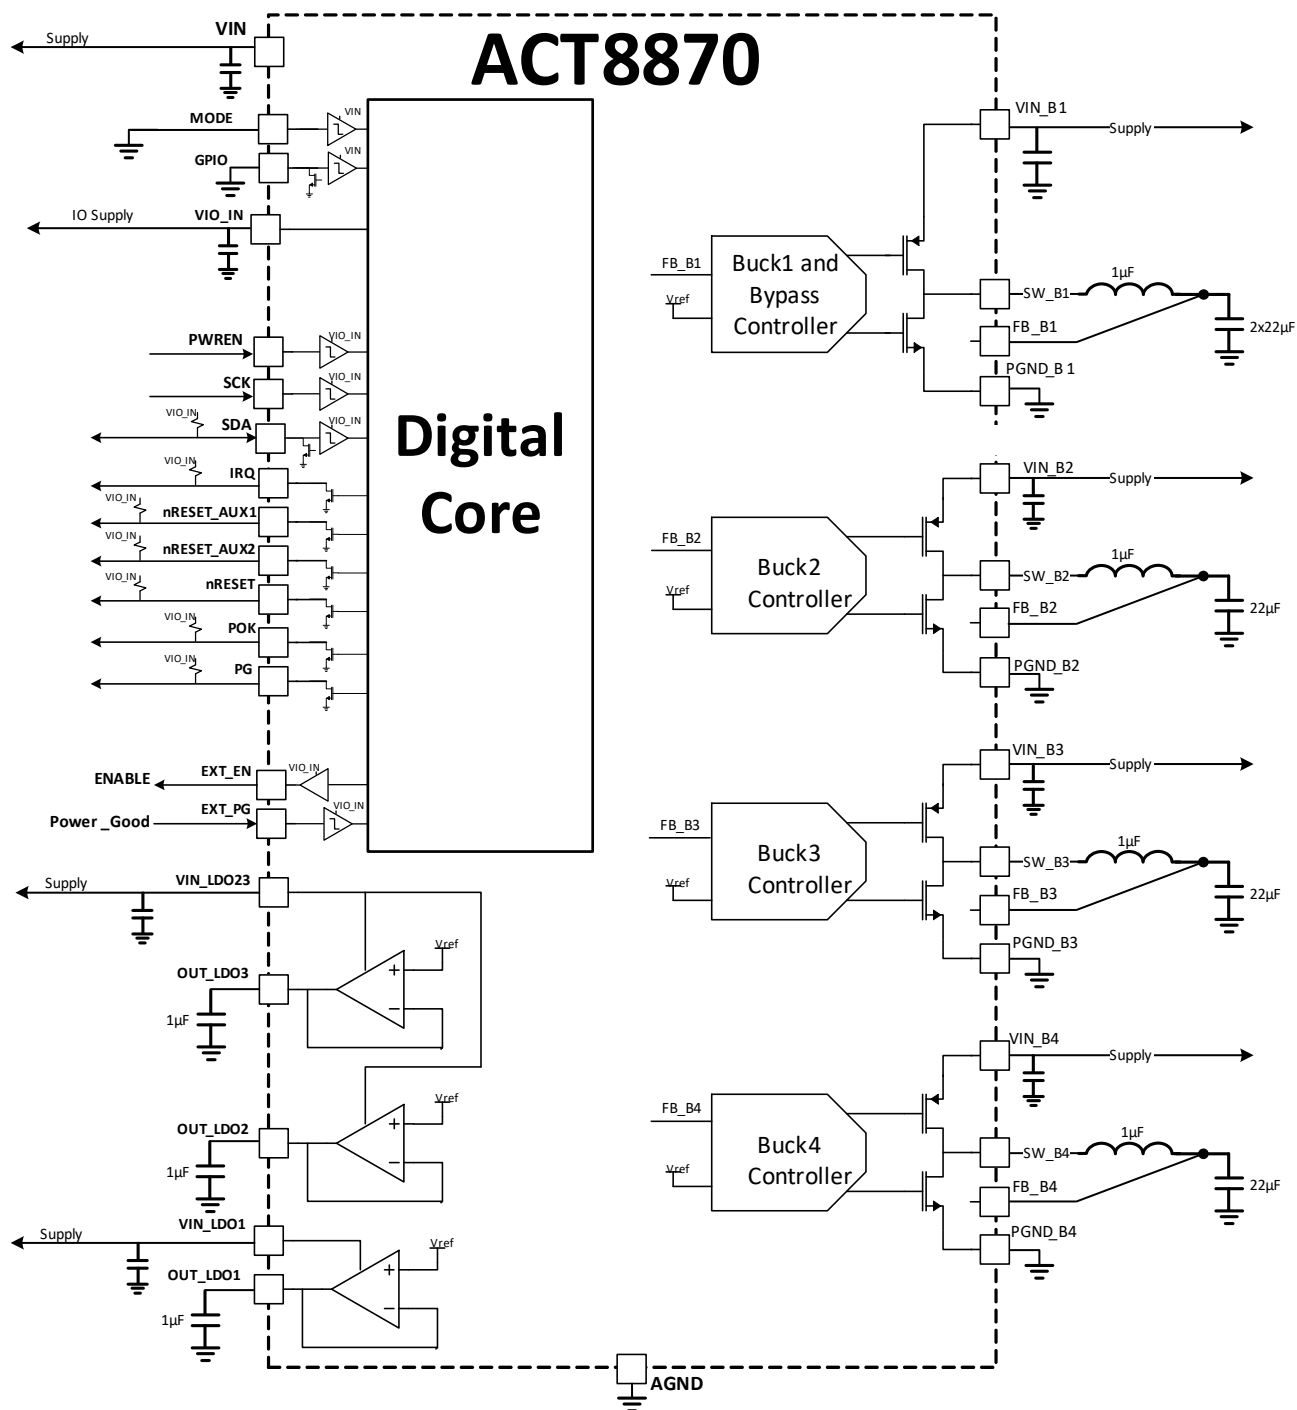 ACT8870
VIN
Supply
MODE
VIN
GPIO
VIN
IO Supply
VIO_IN
PWREN
VIO_IN
SCK
VIO_IN
VIO_IN
SDA
VIO_IN
VIO_IN
IRQ
VIO_IN
nRESET_AUX1
VIO_IN
nRESET_AUX2
VIO_IN
nRESET
VIO_IN
POK
VIO_IN
PG
ENABLE
EXT_EN
VIO_IN
Power_Good
EXT_PG
VIO_IN
Digital
Core
Supply
VIN_LDO23
OUT_LDO3
1µF
+
−
Vref
OUT_LDO2
1µF
+
−
Vref
Supply
VIN_LDO1
OUT_LDO1
1µF
+
−
Vref
AGND
VIN_B1
Supply
FB_B1
Vref
Buck1 and
Bypass
Controller
SW_B1
1µF
FB_B1
2x22µF
PGND_B1
VIN_B2
Supply
FB_B2
Vref
Buck2
Controller
SW_B2
1µF
FB_B2
22µF
PGND_B2
VIN_B3
Supply
FB_B3
Vref
Buck3
Controller
SW_B3
1µF
FB_B3
22µF
PGND_B3
VIN_B4
Supply
FB_B4
Vref
Buck4
Controller
SW_B4
1µF
FB_B4
22µF
PGND_B4